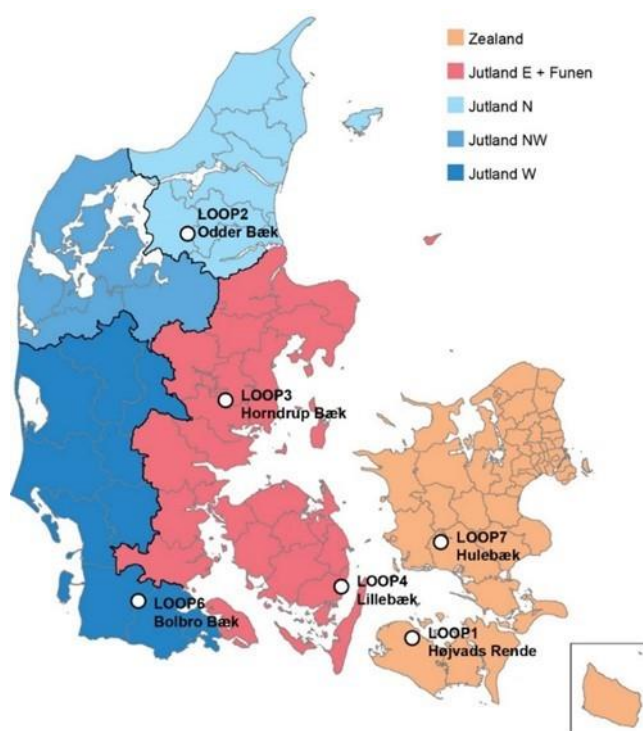 Zealand
Jutland E + Funen
Jutland N
Jutland NW
Jutland W
LOOP2
Odder Bæk
LOOP3
Horndrup Bæk
LOOP7
Hulebæk
LOOP4
Lillebæk
LOOP6
Bolbro Bæk
LOOP1
Højvads Rende